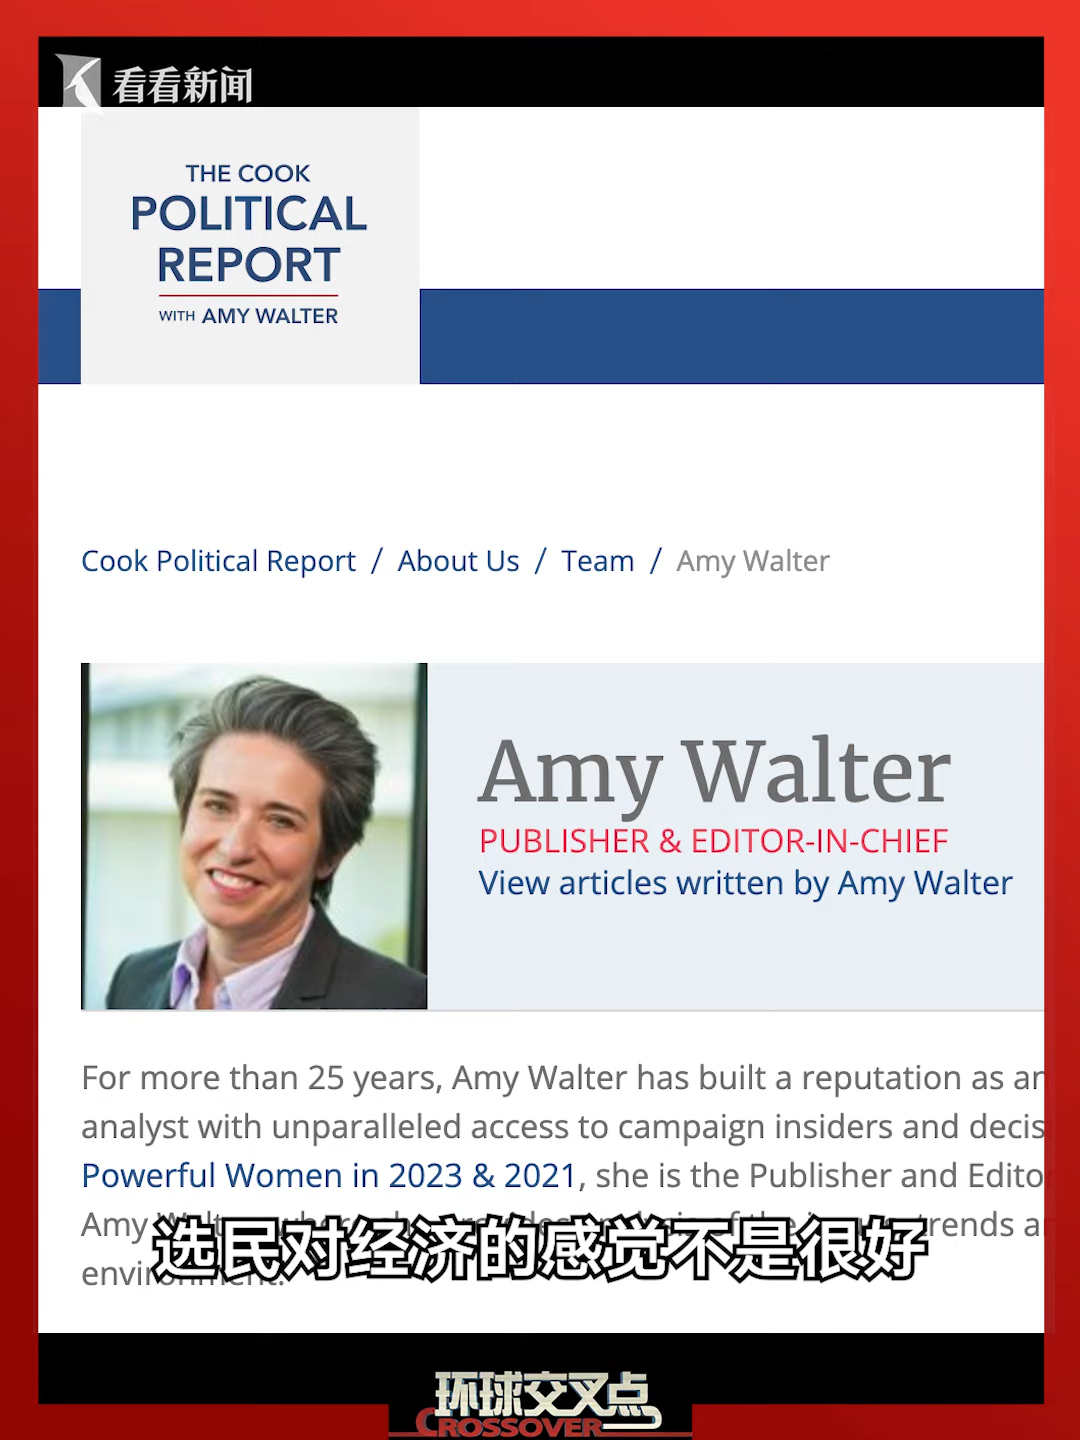 看看新闻
THE COOK
POLITICAL
REPORT
WITH AMY WALTER
Cook Political Report / About Us / Team / Amy Walter
Amy Walter
PUBLISHER & EDITOR-IN-CHIEF
View articles written by Amy Walter
For more than 25 years, Amy Walter has built a reputation as an
analyst with unparalleled access to campaign insiders and decis
Powerful Women in 2023 & 2021, she is the Publisher and Edito
Amy trends a
选民对经济的感觉不是很好
environment.
环球交叉点
CROSSOVER